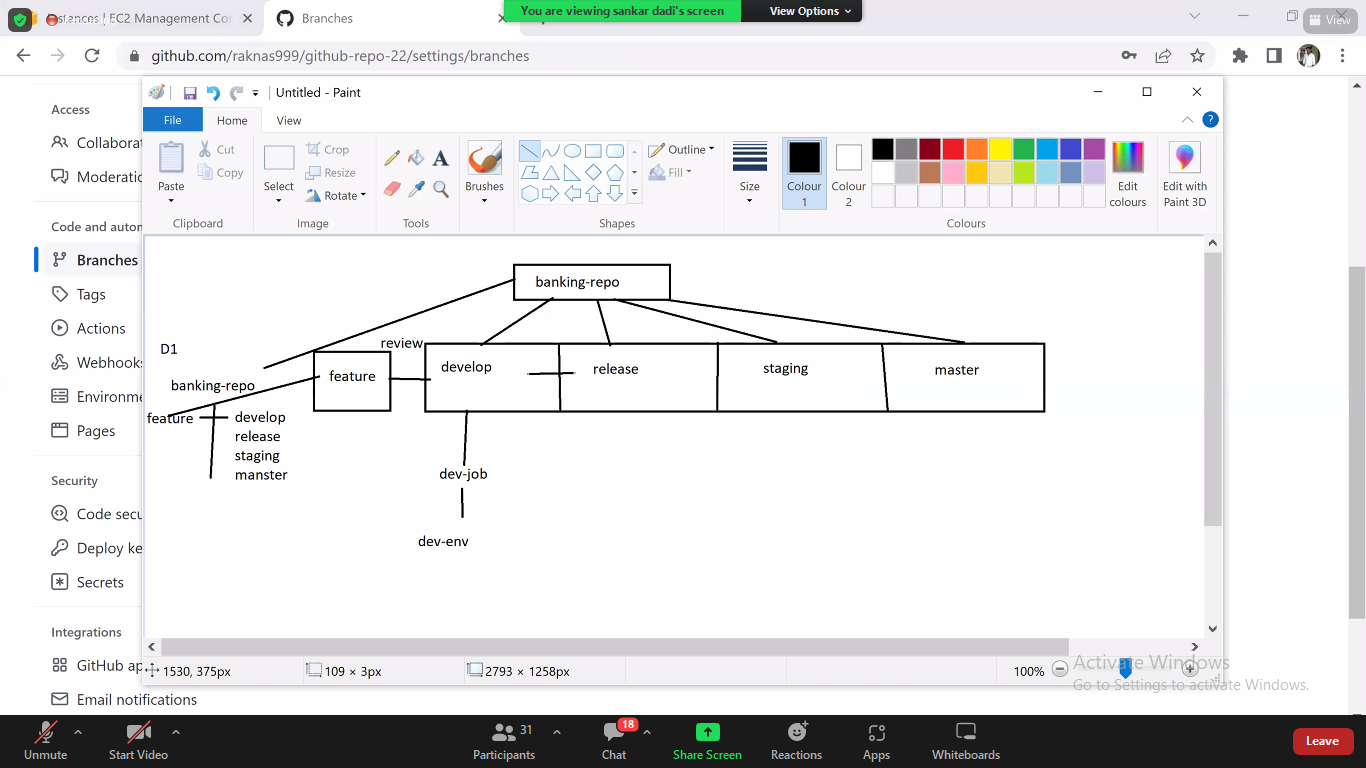 Instances | EC2 Management Con
Branches
You are viewing sankar dadi's screen
View Options
View
github.com/raknas999/github-repo-22/settings/branches
Untitled - Paint
File
Home
View
Paste
Cut
Copy
Clipboard
Select
Crop
Resize
Rotate
Image
Tools
Brushes
Outline
Fill
Shapes
Size
Colour
1
Colour
2
Edit
colours
Edit with
Paint 3D
Colours
Access
Collaborat
Moderatic
Code and auton
Branches
Tags
Actions
Webhooks
Environme
Pages
Security
Code secu
Deploy ke
Secrets
Integrations
GitHub ap
Email notifications
banking-repo
D1
review
banking-repo
feature
develop
release
staging
master
feature
develop
release
staging
manster
dev-job
dev-env
1530, 375px
109 × 3px
2793 × 1258px
100%
Activate Windows
Go to Settings to activate Windows.
Unmute
Start Video
Participants
31
Chat
18
Share Screen
Reactions
Apps
Whiteboards
Leave